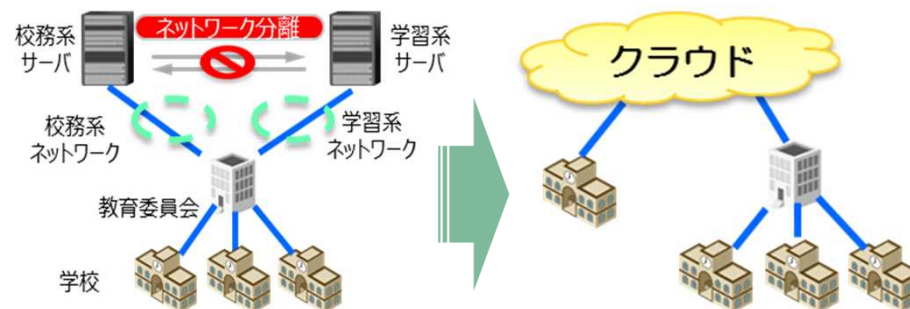 校務系
サーバ
ネットワーク分離
学習系
サーバ
校務系
ネットワーク
学習系
ネットワーク
教育委員会
学校
クラウド